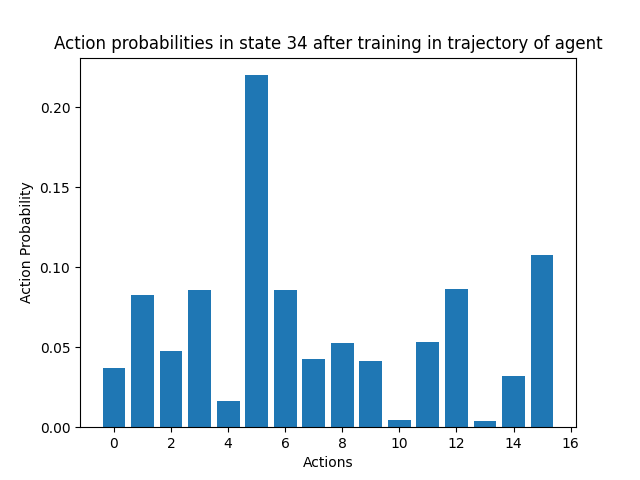 Action probabilities in state 34 after training in trajectory of agent
Action Probability
0.20
0.15
0.10
0.05
0.00
0 2 4 6 8 10 12 14 16
Actions